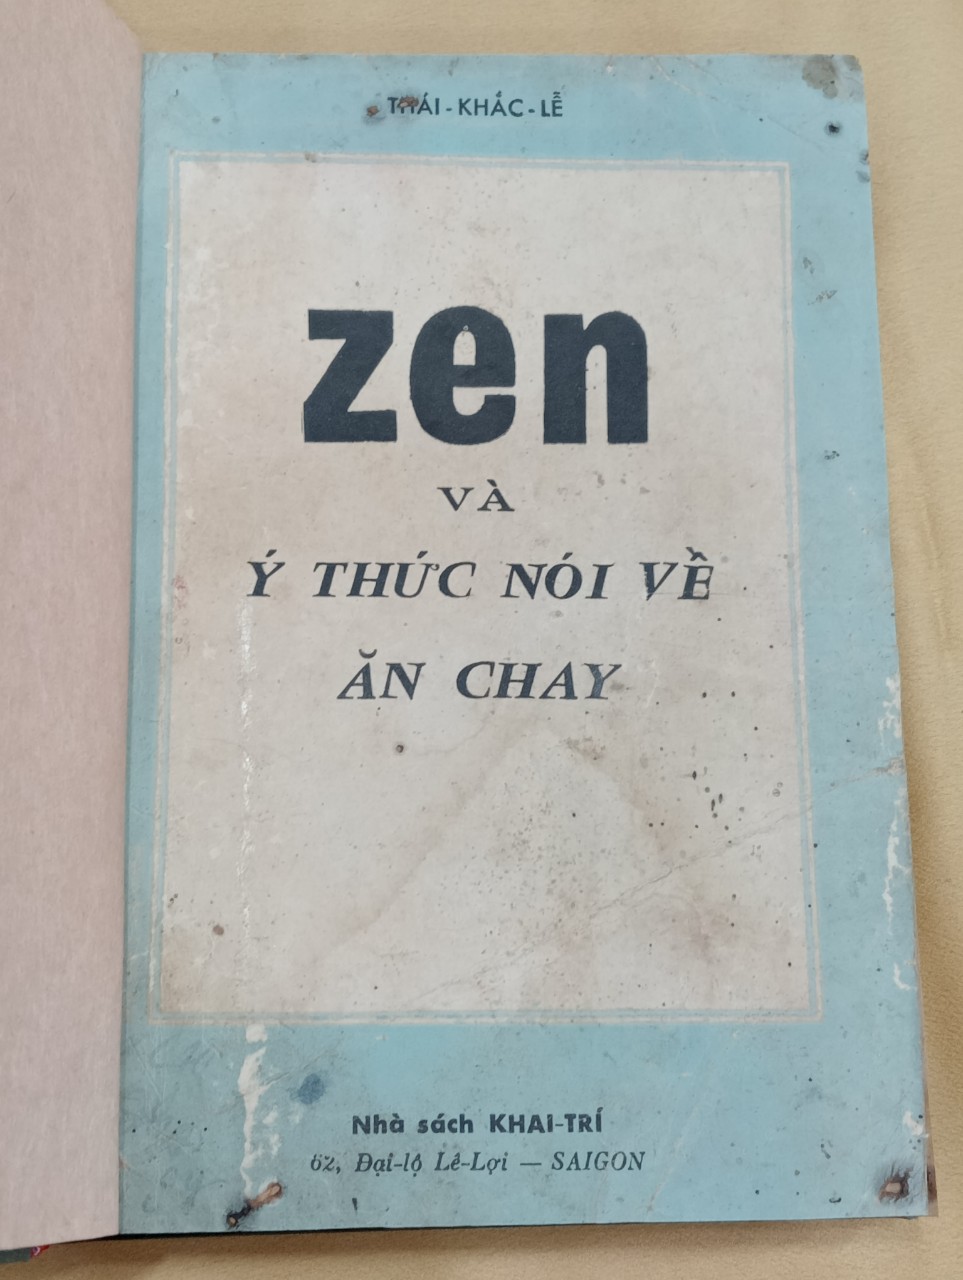 THÁI-KHẮC-LỄ
zen
VÀ
Ý THỨC NÓI VỀ
ĂN CHAY
Nhà sách KHAI-TRÍ
62, Đại-lộ Lê-Lợi — SAIGON